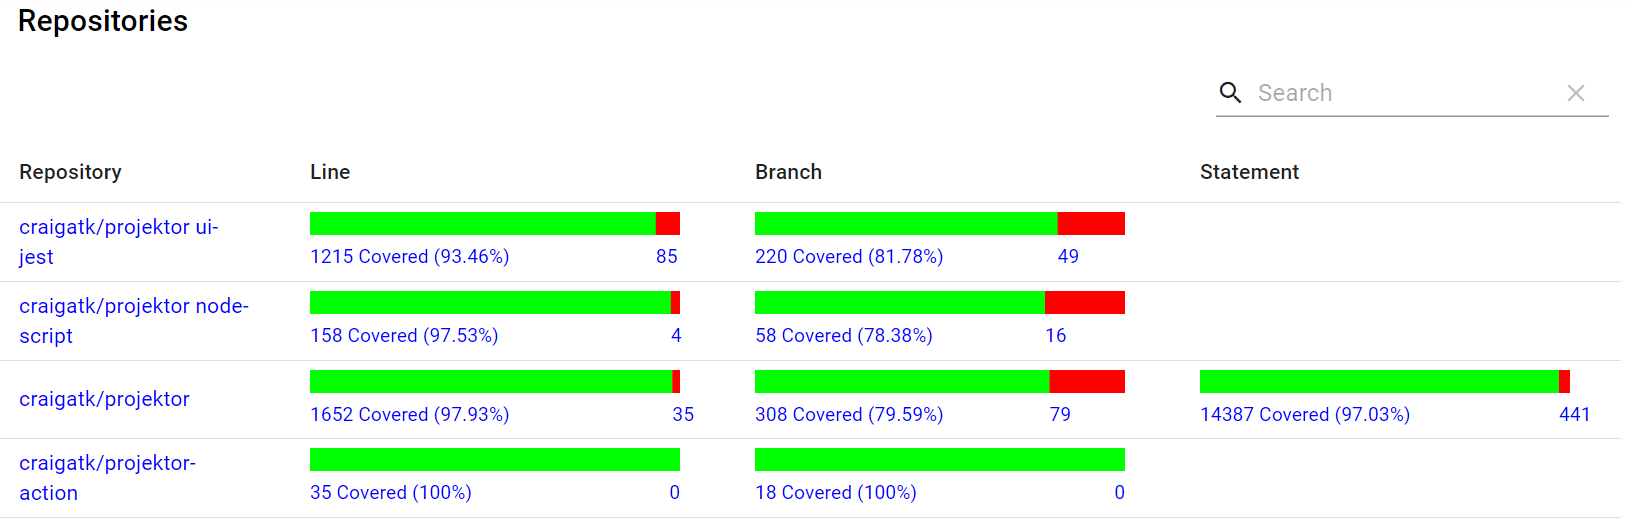 Repositories
Search
Repository Line Branch Statement
craigatk/projektor ui-
jest
1215 Covered (93.46%) 85 220 Covered (81.78%) 49
craigatk/projektor node-
script
158 Covered (97.53%) 4 58 Covered (78.38%) 16
craigatk/projektor
1652 Covered (97.93%) 35 308 Covered (79.59%) 79 14387 Covered (97.03%) 441
craigatk/projektor-
action
35 Covered (100%) 0 18 Covered (100%) 0